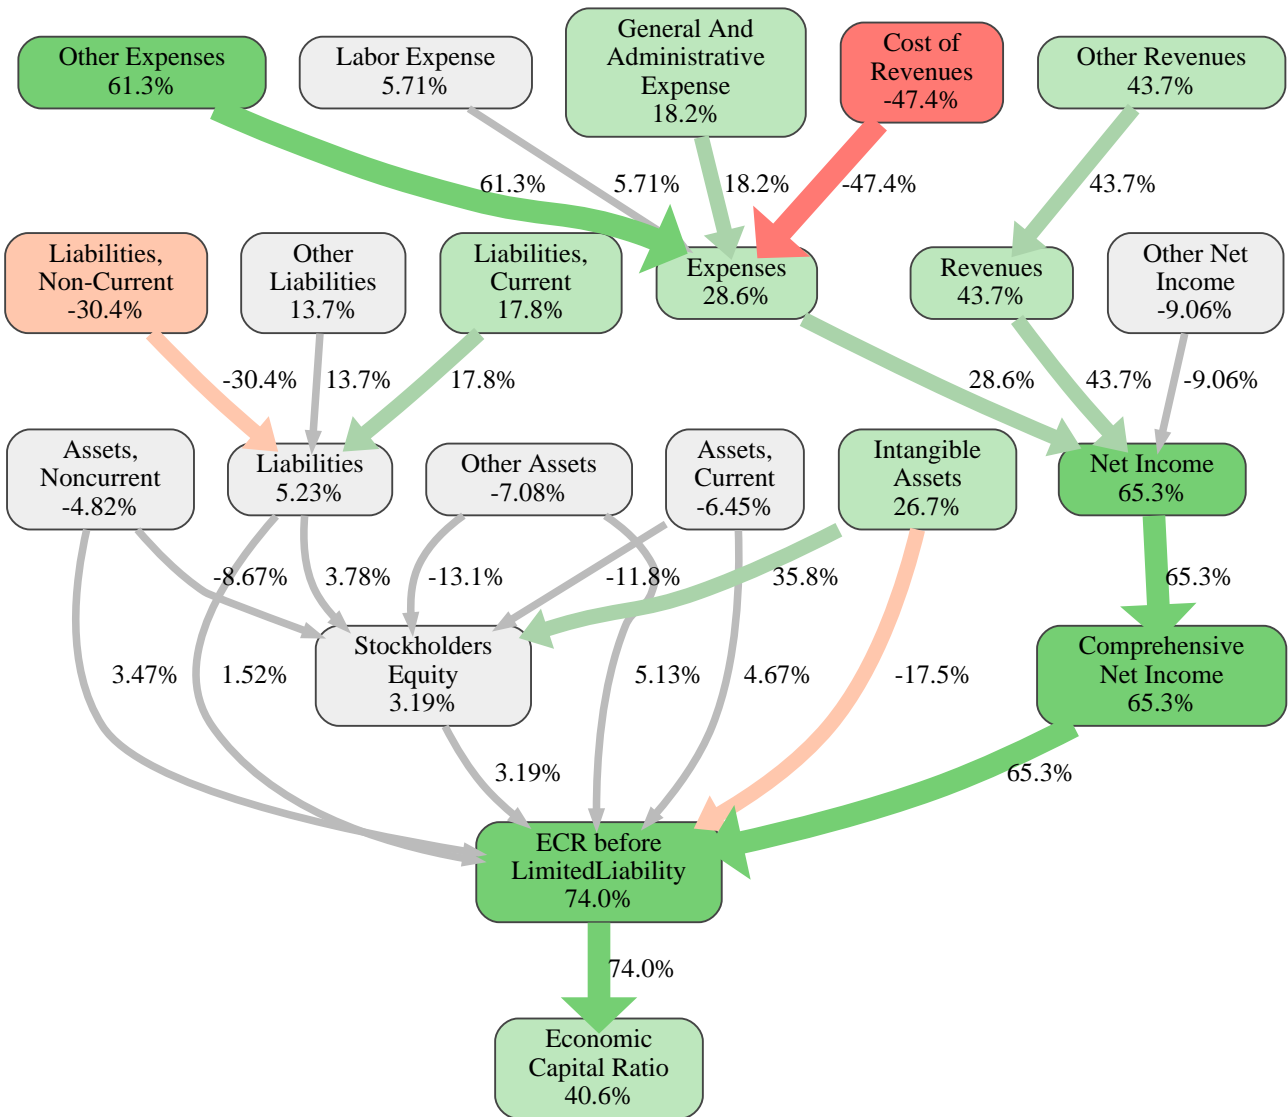 Other Expenses
61.3%
Labor Expense
5.71%
General And
Administrative
Expense
18.2%
Cost of
Revenues
-47.4%
Other Revenues
43.7%
61.3%
5.71%
18.2%
-47.4%
43.7%
Liabilities,
Non-Current
-30.4%
Other
Liabilities
13.7%
Liabilities,
Current
17.8%
Expenses
28.6%
Revenues
43.7%
Other Net
Income
-9.06%
-30.4%
13.7%
17.8%
28.6%
43.7%
-9.06%
Assets,
Noncurrent
-4.82%
Liabilities
5.23%
Other Assets
-7.08%
Assets,
Current
-6.45%
Intangible
Assets
26.7%
Net Income
65.3%
-8.67%
3.78%
-13.1%
-11.8%
35.8%
65.3%
Stockholders
Equity
3.19%
Comprehensive
Net Income
65.3%
3.47%
1.52%
5.13%
4.67%
-17.5%
3.19%
65.3%
ECR before
LimitedLiability
74.0%
74.0%
Economic
Capital Ratio
40.6%